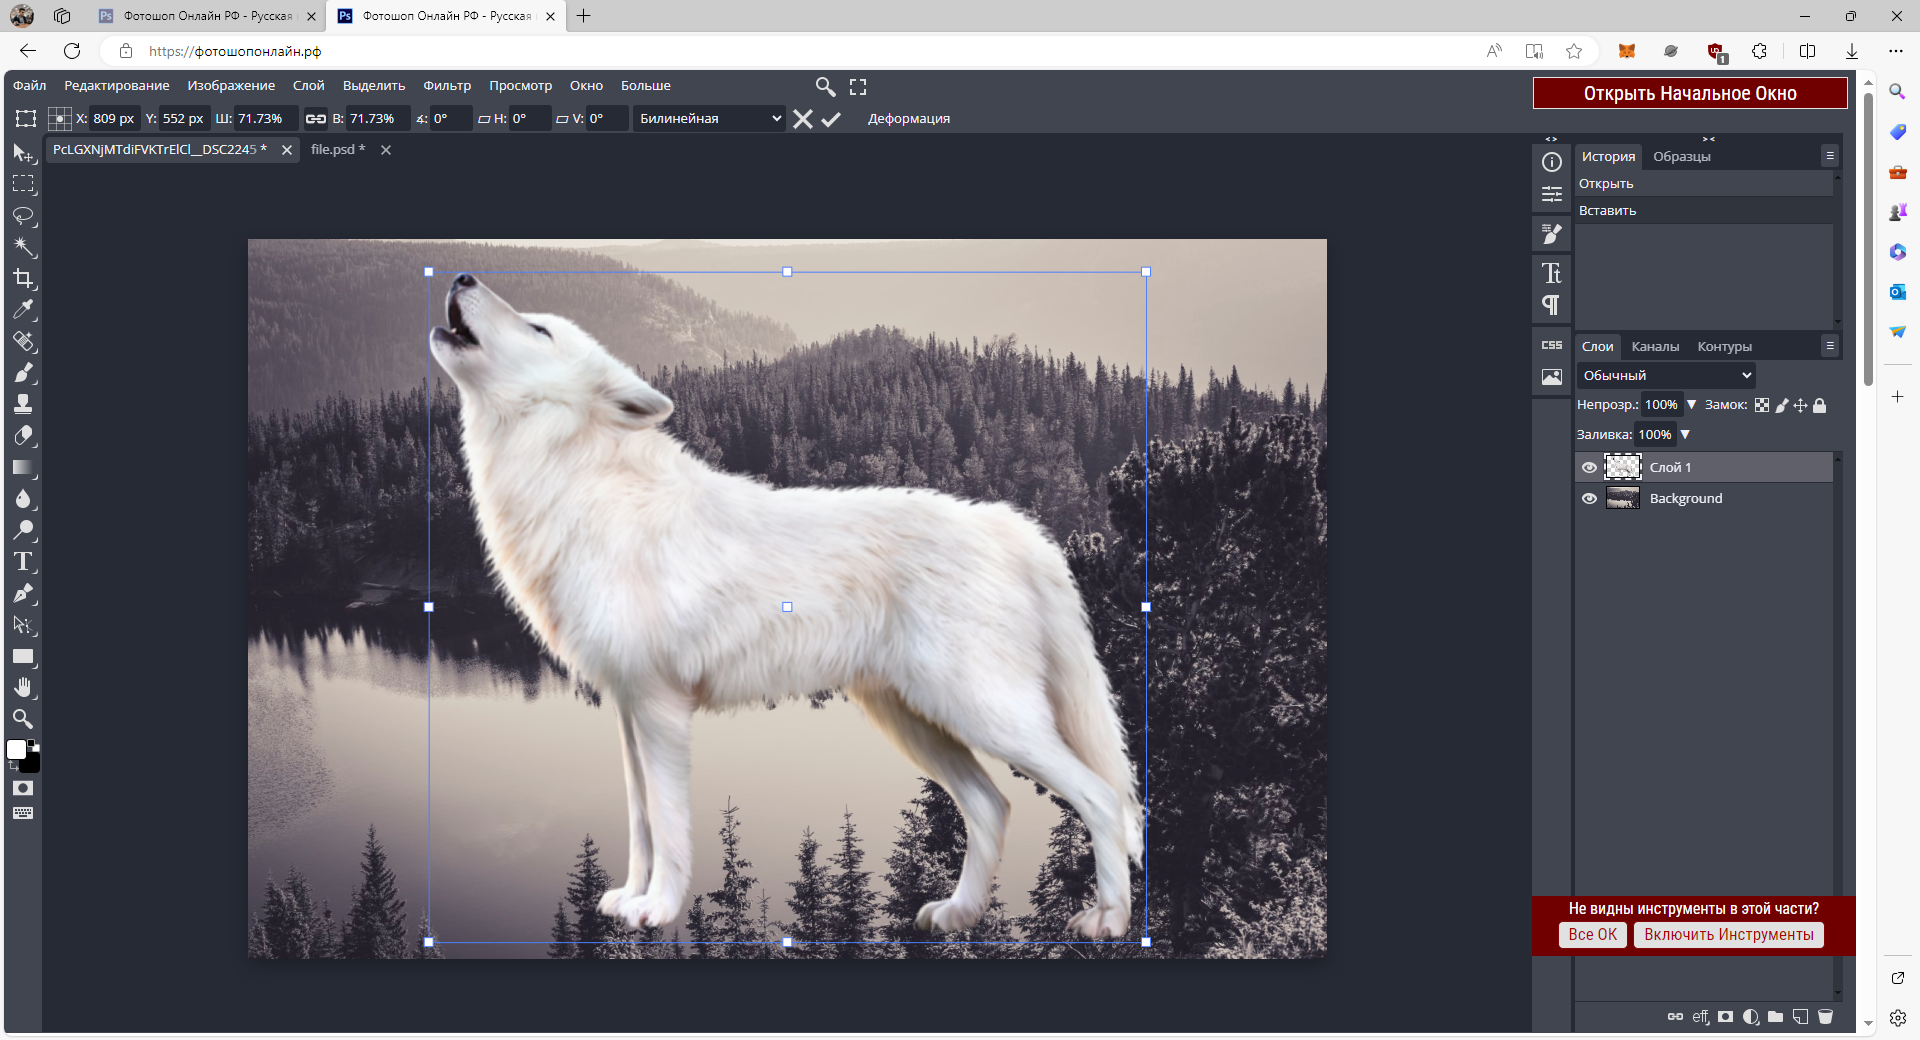 Фотошоп Онлайн РФ - Русская
Фотошоп Онлайн РФ - Русская
https://фотошопонлайн.рф
1
Файл Редактирование Изображение Слой Выделить Фильтр Просмотр Окно Больше
Открыть Начальное Окно
X: 809 px Y: 552 px Ш: 71.73% В: 71.73% 0° H: 0° V: 0° Билинейная Деформация
PcLGXNjMTdiFVKTrElCl__DSC2245 * file.psd *
История Образцы
Открыть
Вставить
CSS
Слои Каналы Контуры
Обычный
Непрозр.: 100% Замок:
Заливка: 100%
Слой 1
Background
Не видны инструменты в этой части?
Все ОК Включить Инструменты
eff